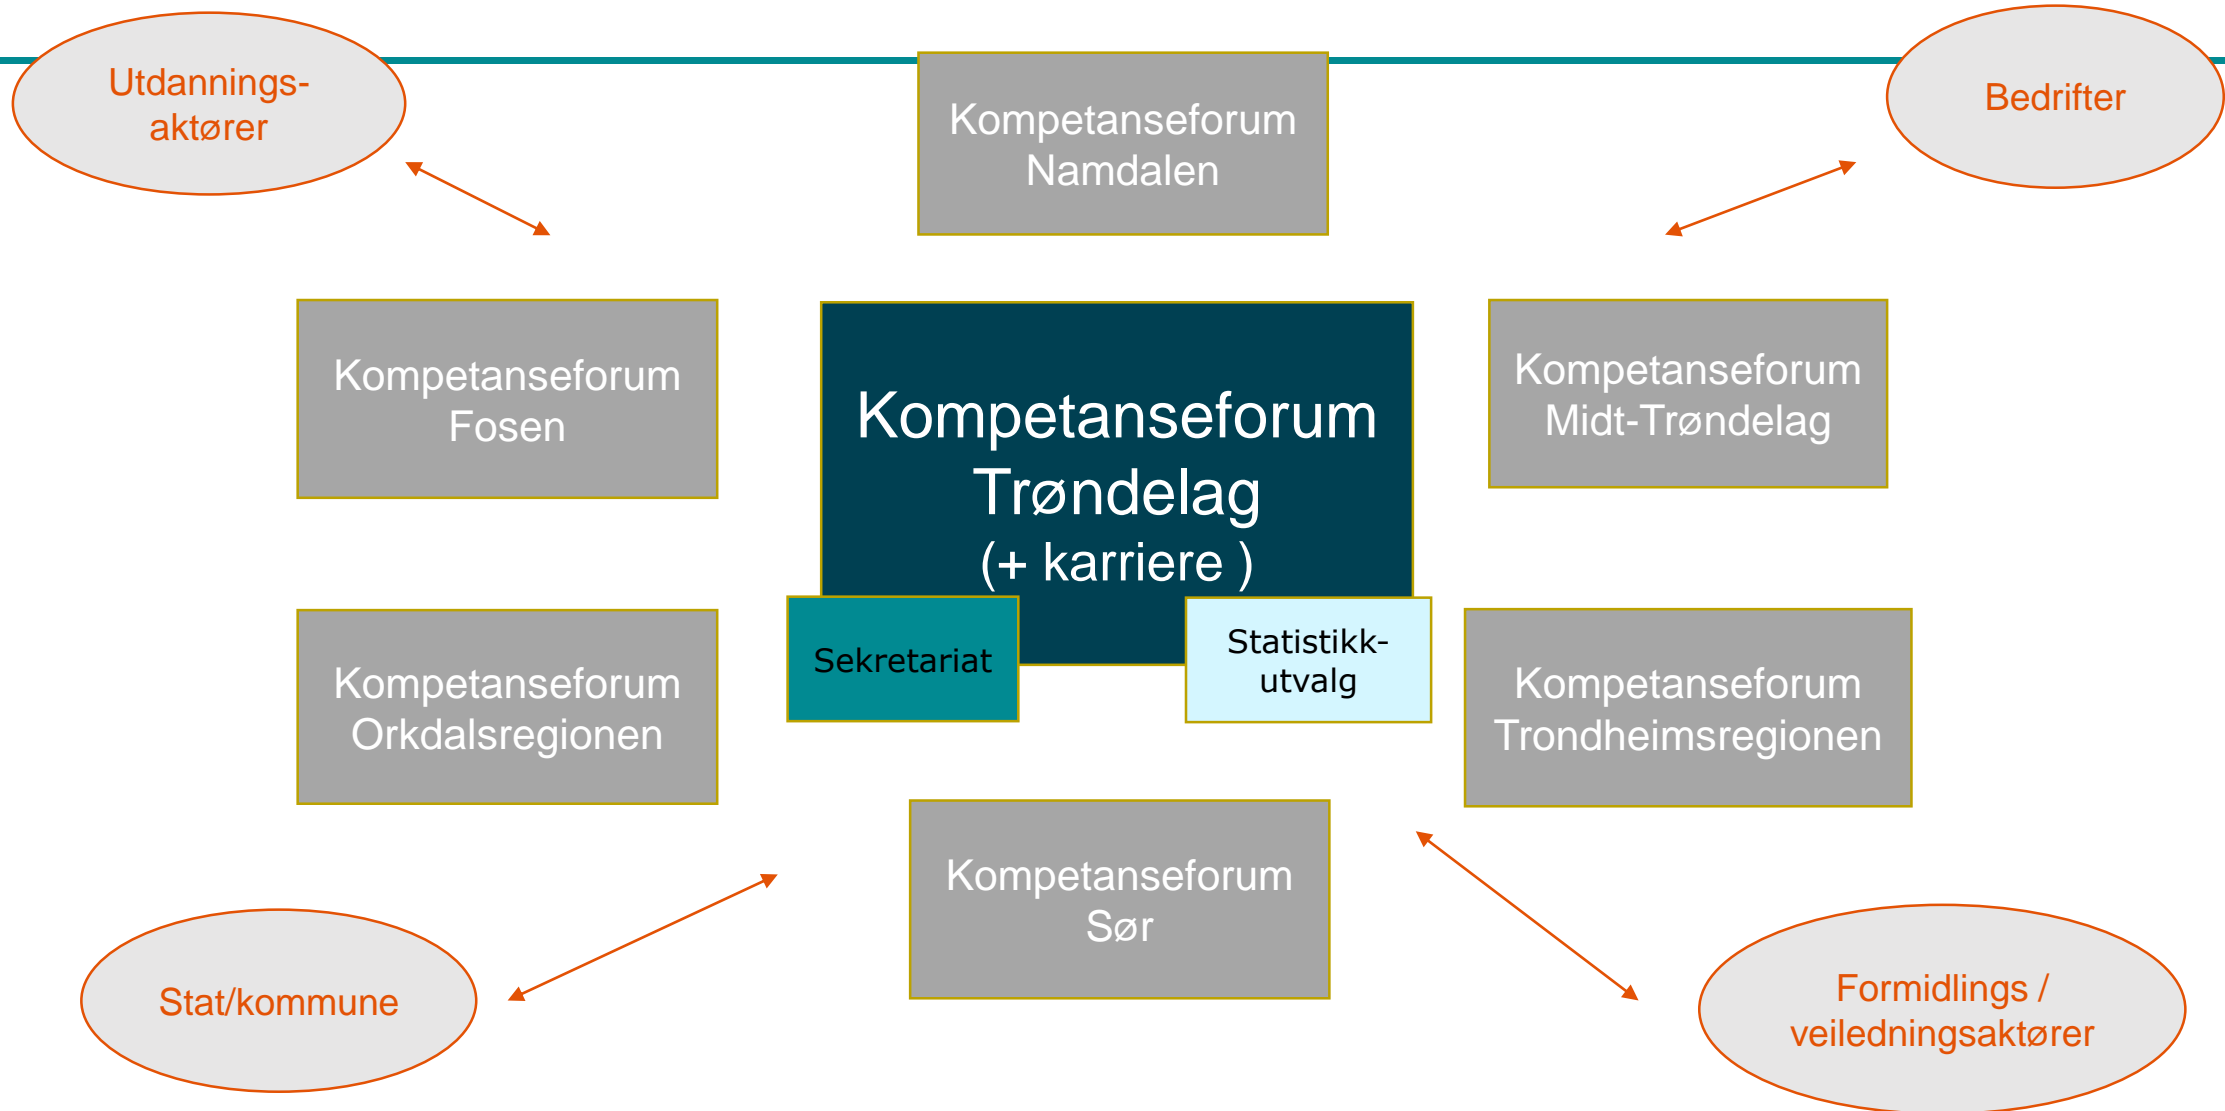 Utdannings-
aktører
Kompetanseforum
Namdalen
Bedrifter
Kompetanseforum
Fosen
Kompetanseforum
Trøndelag
(+ karriere )
Kompetanseforum
Midt-Trøndelag
Kompetanseforum
Orkdalsregionen
Sekretariat
Statistikk-
utvalg
Kompetanseforum
Trondheimsregionen
Kompetanseforum
Sør
Stat/kommune
Formidlings /
veiledningsaktører